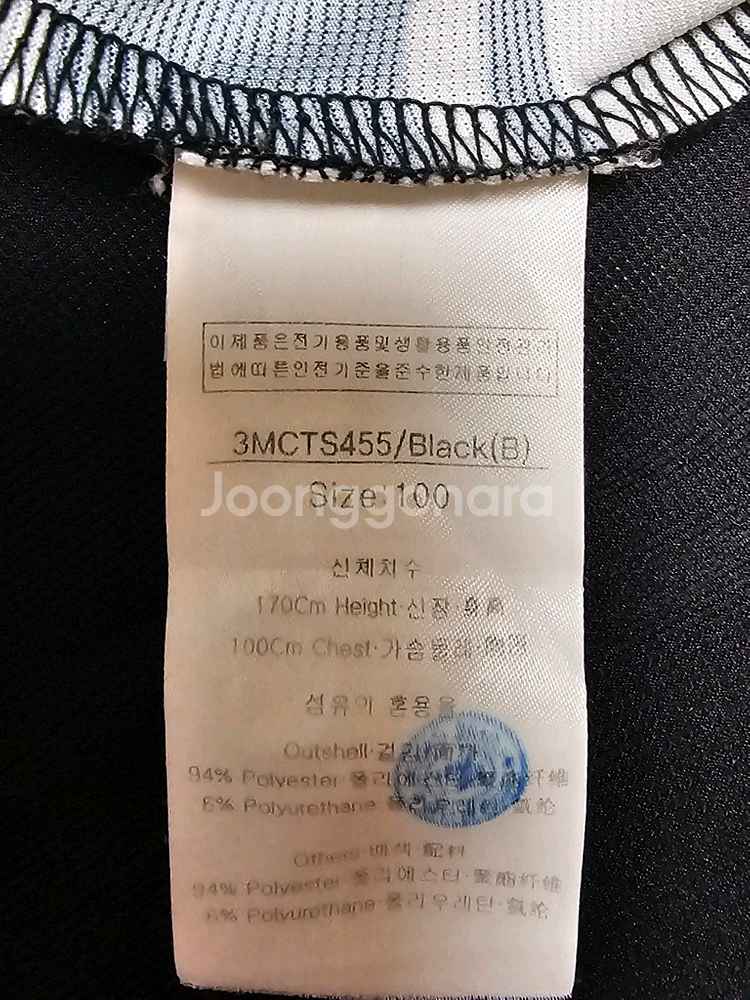 이 제품은 전기용품 및 생활용품 안전관리
법에 따른 안전기준을 준수한 제품입니다
3MCTS455/Black(B)
Size 100
Joonggonara
신체치수
170Cm Height·신장·身高
100Cm Chest·가슴둘레·胸围
섬유의 혼용율
Outshell·겉감/面料
94% Polyester·폴리에스터·聚酯纤维
6% Polyurethane·폴리우레탄·氨纶
Others·배색·配料
94% Polyester·폴리에스터·聚酯纤维
6% Polyurethane·폴리우레탄·氨纶